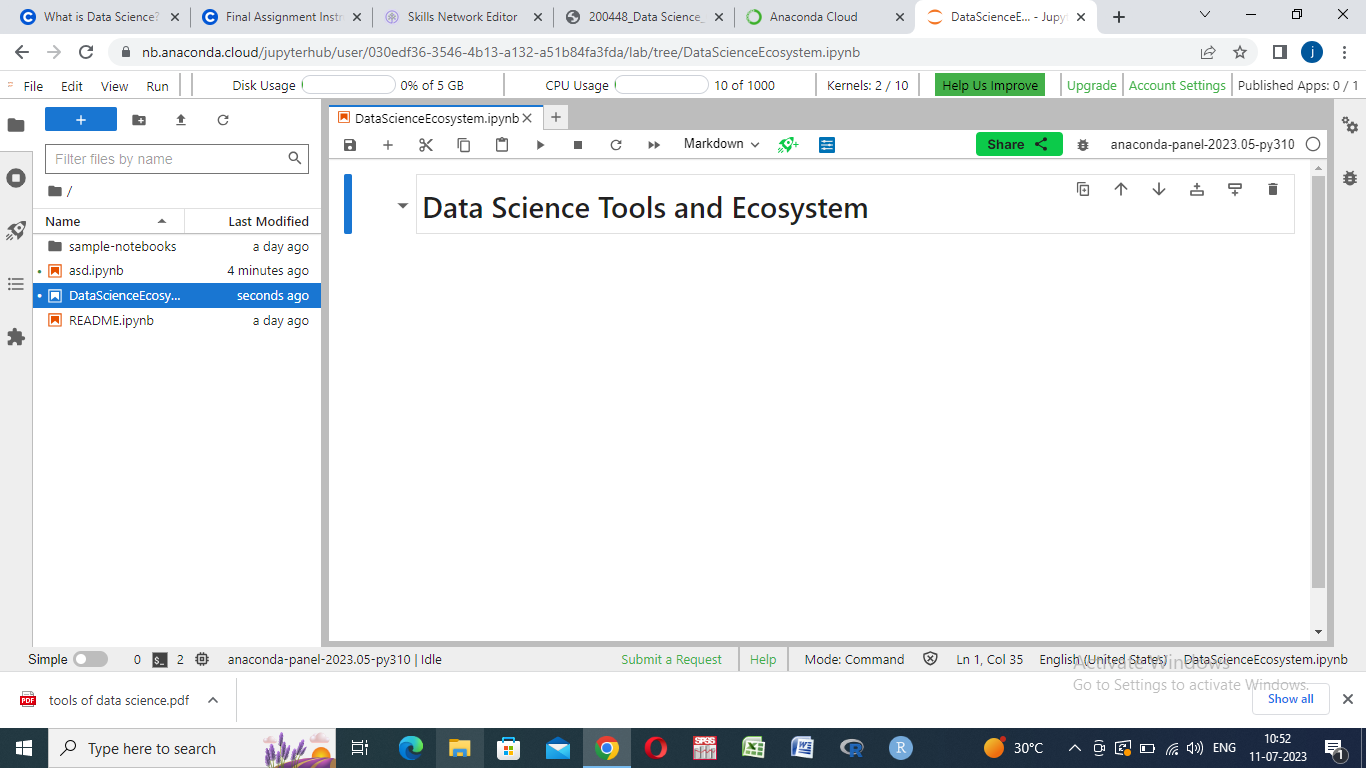 What is Data Science?
Final Assignment Instr
Skills Network Editor
200448_Data Science_
Anaconda Cloud
DataScienceE... - Jupyt
nb.anaconda.cloud/jupyterhub/user/030edf36-3546-4b13-a132-a51b84fa3fda/lab/tree/DataScienceEcosystem.ipynb
j
File Edit View Run Disk Usage 0% of 5 GB CPU Usage 10 of 1000 Kernels: 2 / 10 Help Us Improve Upgrade Account Settings Published Apps: 0 / 1
DataScienceEcosystem.ipynb
Markdown
Share
anaconda-panel-2023.05-py310
Filter files by name
/
Name Last Modified
sample-notebooks a day ago
asd.ipynb 4 minutes ago
DataScienceEcosy... seconds ago
README.ipynb a day ago
Data Science Tools and Ecosystem
Simple 0 2 anaconda-panel-2023.05-py310 | Idle Submit a Request Help Mode: Command Ln 1, Col 35 English (United States) DataScienceEcosystem.ipynb
Activate Windows
Go to Settings to activate Windows.
PDF
tools of data science.pdf
Show all
Type here to search
SPSS
R
30°C
ENG
10:52
11-07-2023
1